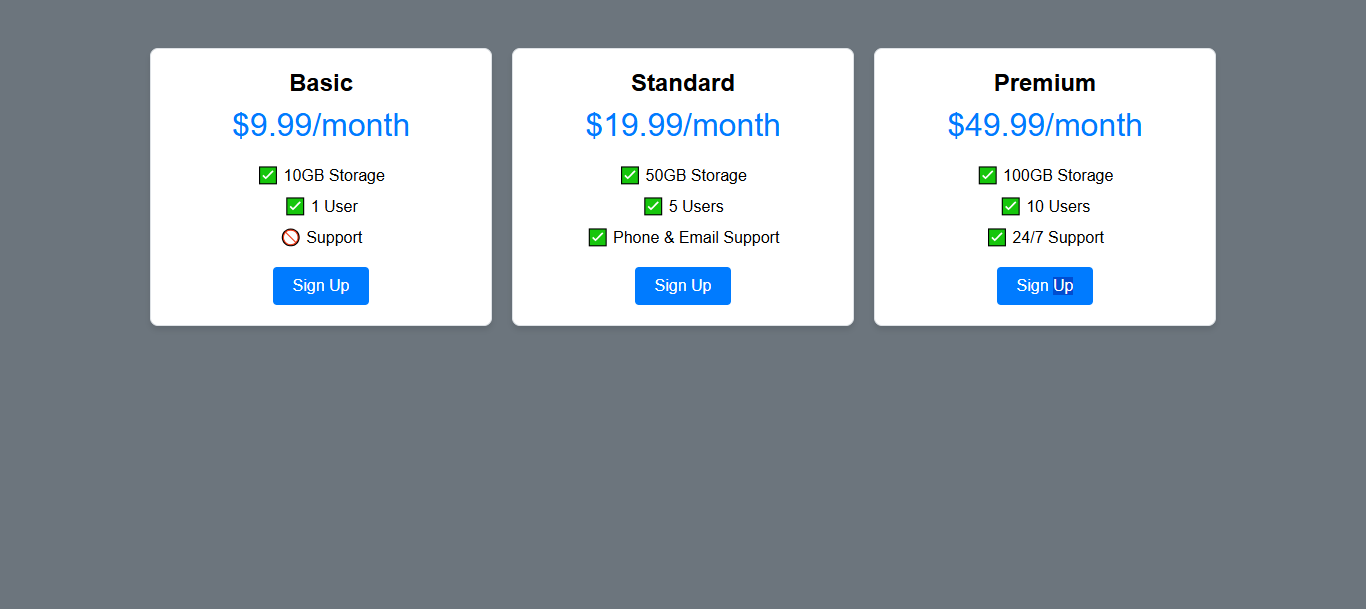 Basic
$9.99/month
✅ 10GB Storage
✅ 1 User
🚫 Support
Sign Up
Standard
$19.99/month
✅ 50GB Storage
✅ 5 Users
✅ Phone & Email Support
Sign Up
Premium
$49.99/month
✅ 100GB Storage
✅ 10 Users
✅ 24/7 Support
Sign Up